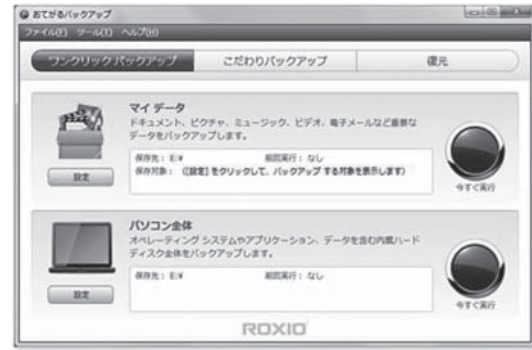 おてがるバックアップ
ファイル(F) ツール(K) ヘルプ(H)
ワンクリック バックアップ
こだわりバックアップ
復元
マイ データ
ドキュメント、ピクチャ、ミュージック、ビデオ、電子メールなど重要な
データをバックアップします。
保存先: E:¥ 前回実行: なし
保存対象: ([設定] をクリックして、バックアップ する対象を表示します)
設定
今すぐ実行
パソコン全体
オペレーティング システムやアプリケーション、データを含む内蔵ハード
ディスク全体をバックアップします。
保存先: E:¥ 前回実行: なし
設定
今すぐ実行
ROXIO